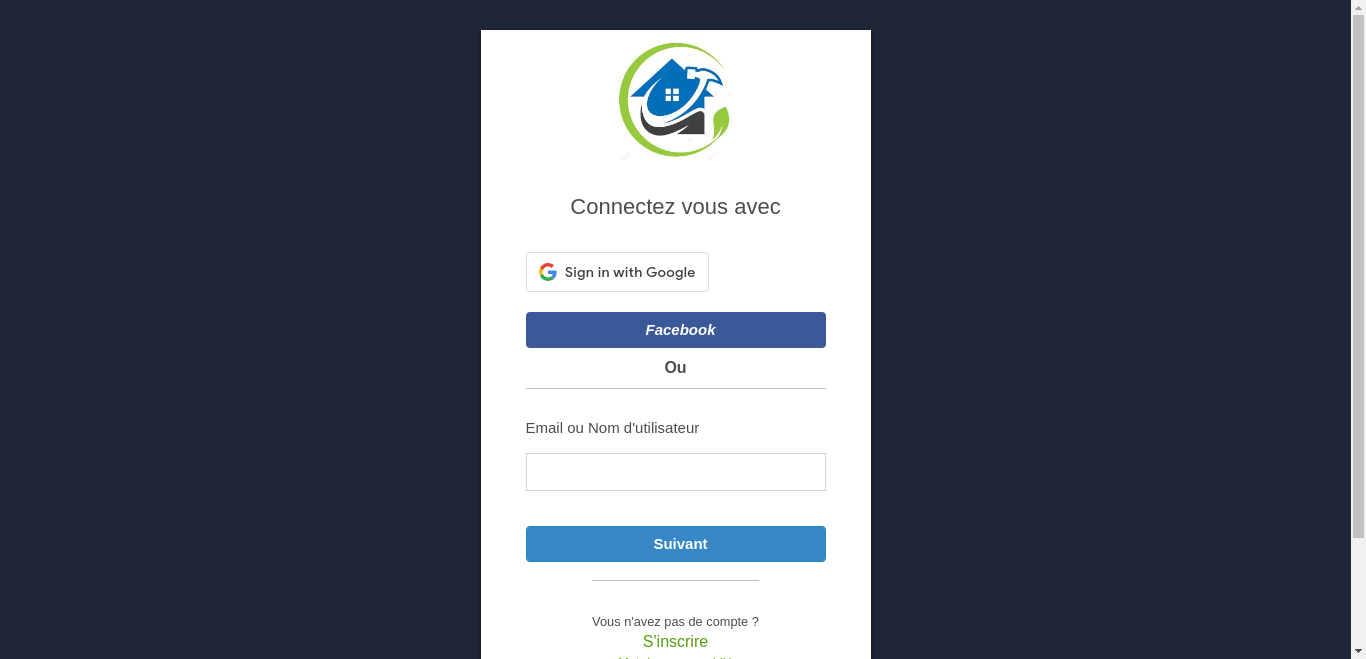 Connectez vous avec
Sign in with Google
Facebook
Ou
Email ou Nom d'utilisateur
Suivant
Vous n'avez pas de compte ?
S'inscrire